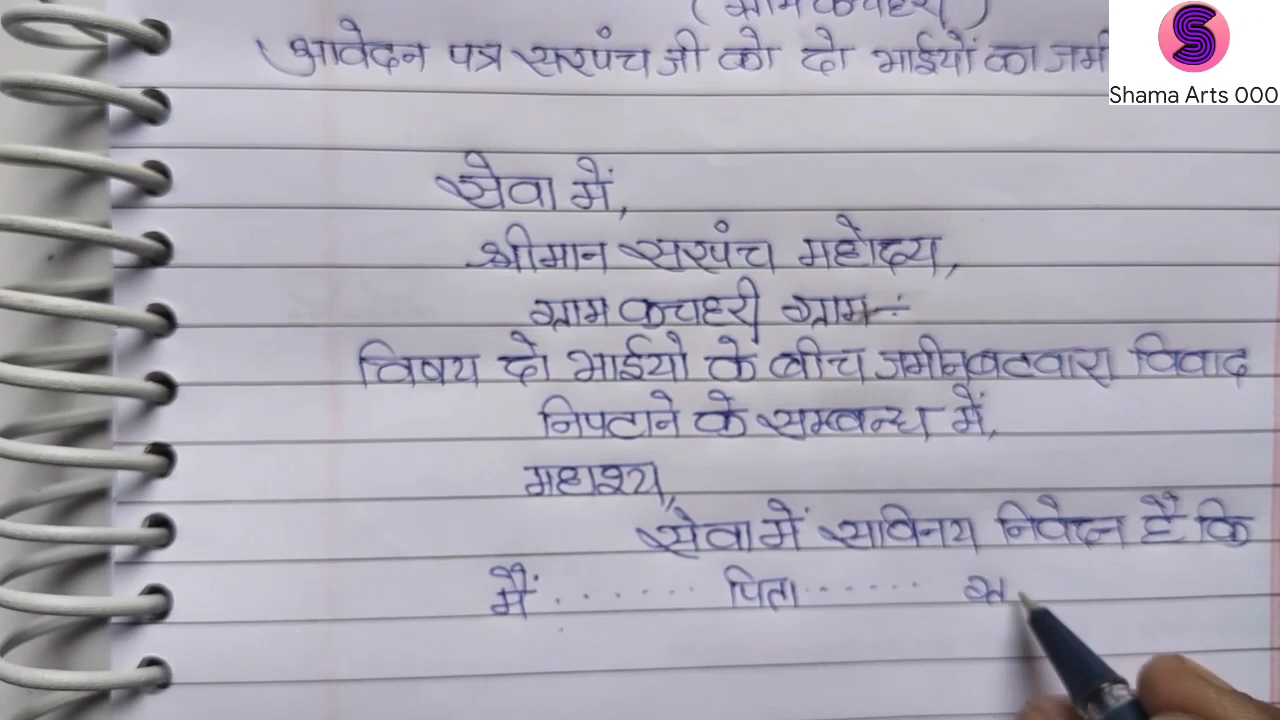 (ग्राम कचहरी)
(आवेदन पत्र सरपंच जी को दो भाईयों का जमी
Shama Arts 000
सेवा में,
श्रीमान सरपंच महोदय,
ग्राम कचहरी ग्राम-:
विषय दो भाईयो के बीच जमीनबटवारा विवाद
निपटाने के सम्बन्ध में,
महाश्य,
सेवा में सविनय निवेदन है कि
मैं ....... पिता ......